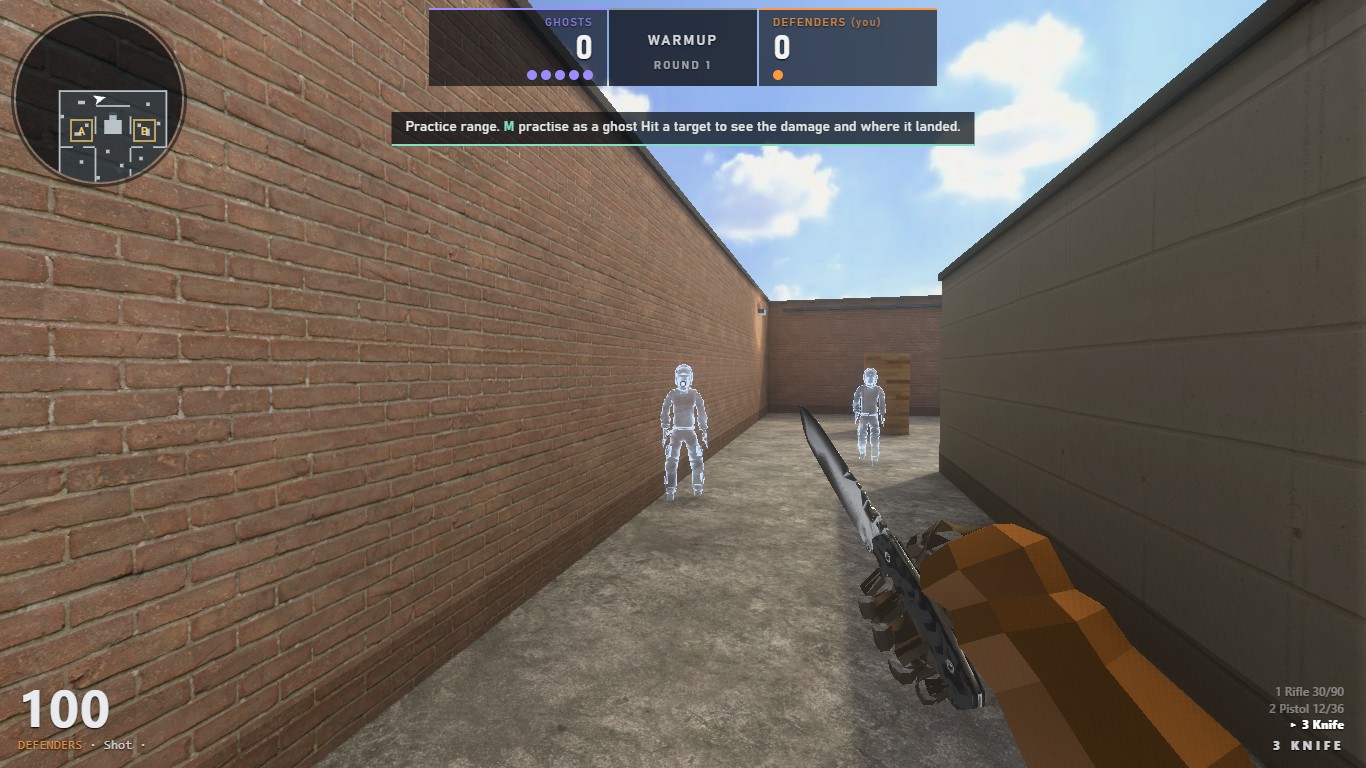 GHOSTS
0
WARMUP
ROUND 1
DEFENDERS (you)
0
Practice range. M practise as a ghost Hit a target to see the damage and where it landed.
A
B
100
DEFENDERS · Shot ·
1 Rifle 30/90
2 Pistol 12/36
▸ 3 Knife
3 KNIFE